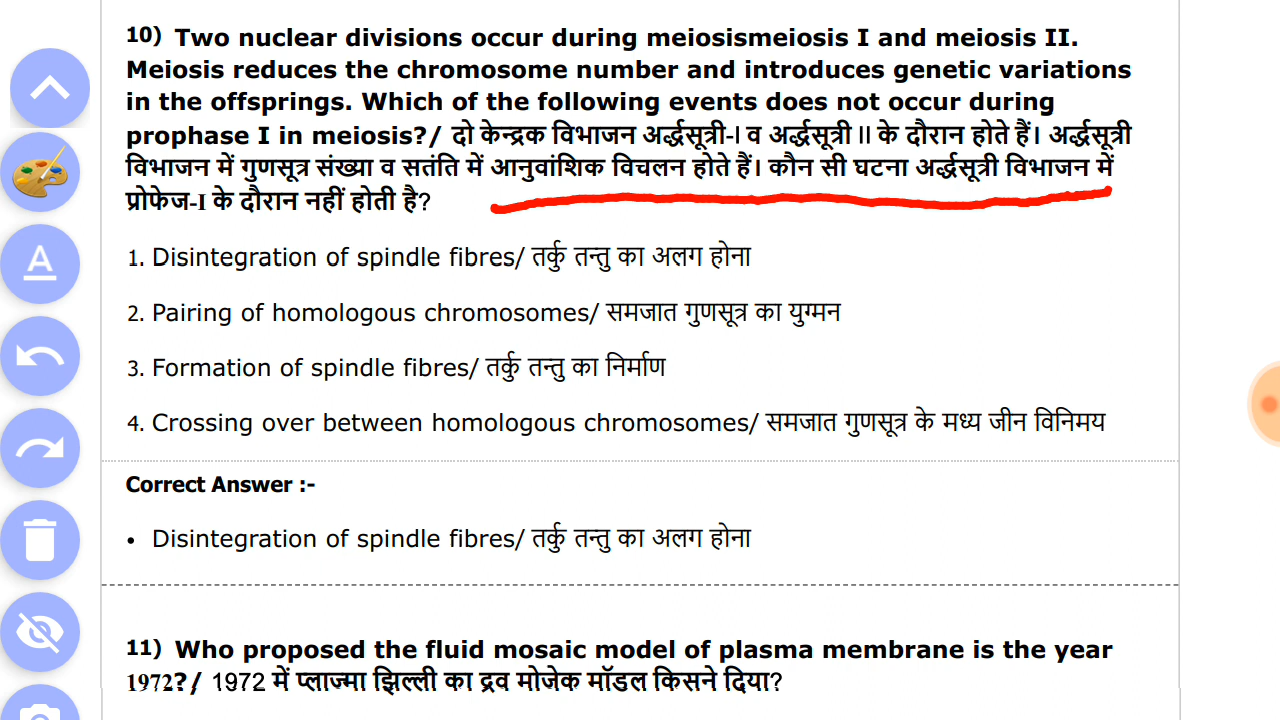 10) Two nuclear divisions occur during meiosismeiosis I and meiosis II.
Meiosis reduces the chromosome number and introduces genetic variations
in the offsprings. Which of the following events does not occur during
prophase I in meiosis?/ दो केन्द्रक विभाजन अर्द्धसूत्री-I व अर्द्धसूत्री II के दौरान होते हैं। अर्द्धसूत्री
विभाजन में गुणसूत्र संख्या व सतंति में आनुवांशिक विचलन होते हैं। कौन सी घटना अर्द्धसूत्री विभाजन में
प्रोफेज-I के दौरान नहीं होती है?
1. Disintegration of spindle fibres/ तर्कु तन्तु का अलग होना
2. Pairing of homologous chromosomes/ समजात गुणसूत्र का युग्मन
3. Formation of spindle fibres/ तर्कु तन्तु का निर्माण
4. Crossing over between homologous chromosomes/ समजात गुणसूत्र के मध्य जीन विनिमय
Correct Answer :-
• Disintegration of spindle fibres/ तर्कु तन्तु का अलग होना
11) Who proposed the fluid mosaic model of plasma membrane is the year
1972?/ 1972 में प्लाज्मा झिल्ली का द्रव मोजेक मॉडल किसने दिया?
A